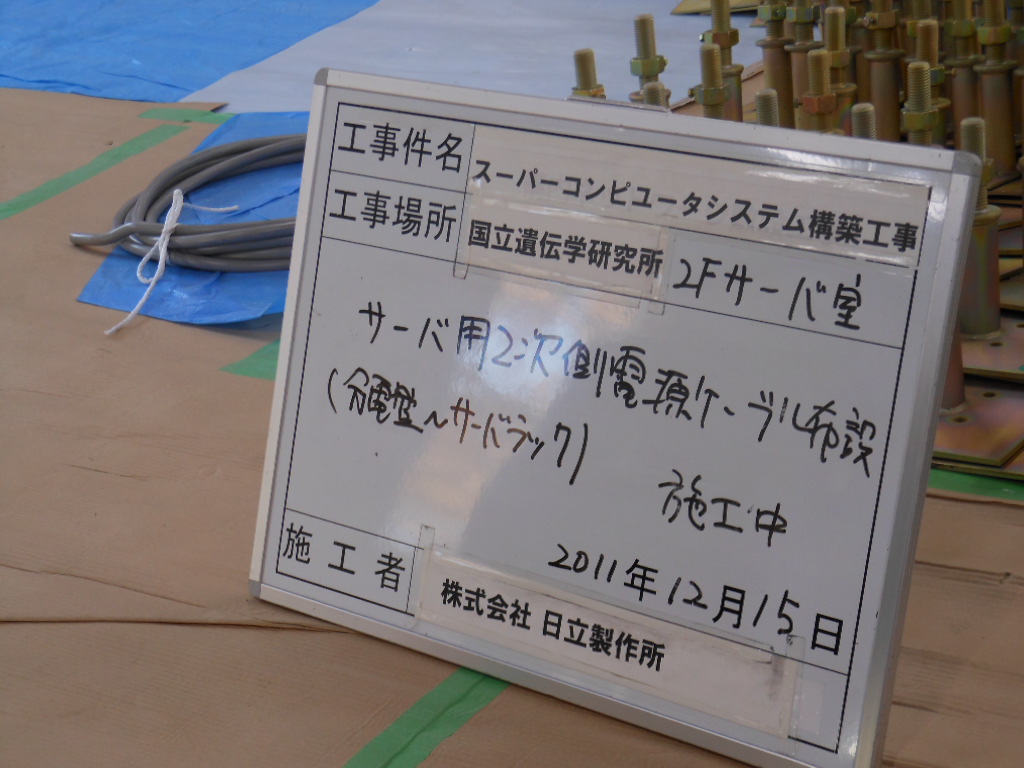 工事件名 スーパーコンピュータシステム構築工事
工事場所 国立遺伝学研究所 2Fサーバ室
サーバ用2次側電源ケーブル布設
(分電盤〜サーバラック)
施工中
2011年12月15日
施工者 株式会社 日立製作所